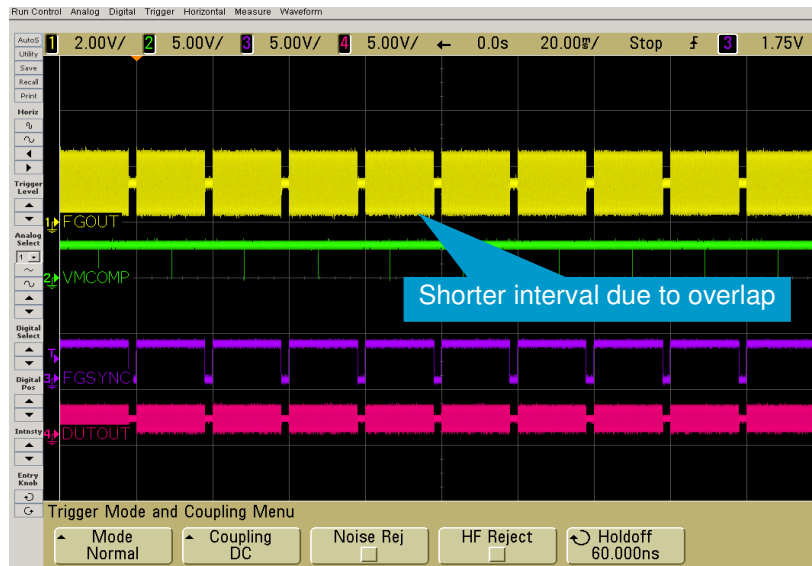 Run Control Analog Digital Trigger Horizontal Measure Waveform
AutoS
Utility
Save
Recall
Print
Horiz
Trigger
Level
Analog
Select
1
Digital
Select
Digital
Pos
Intnsty
Entry
Knob
1 2.00V/ 2 5.00V/ 3 5.00V/ 4 5.00V/ 0.0s 20.00ms/ Stop 3 1.75V
1 FGOUT
2 VMCOMP
Shorter interval due to overlap
T
3 FGSYNC
4 DUTOUT
Trigger Mode and Coupling Menu
Mode
Normal
Coupling
DC
Noise Rej
HF Reject
Holdoff
60.000ns